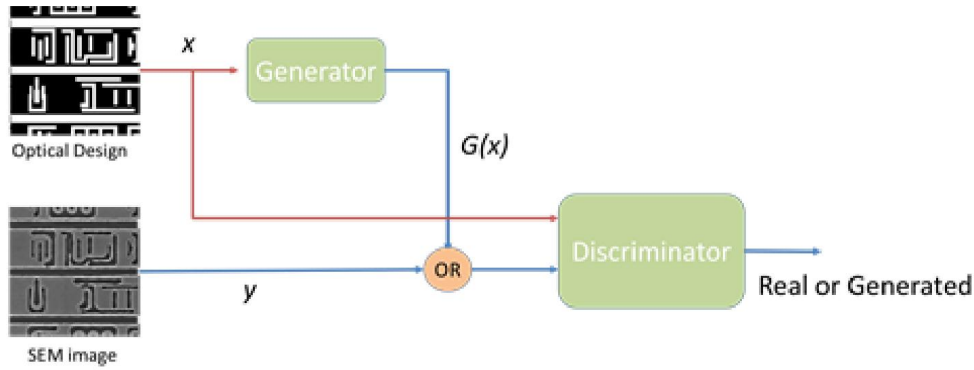 x
Generator
Optical Design
G(x)
Discriminator
OR
y
Real or Generated
SEM image